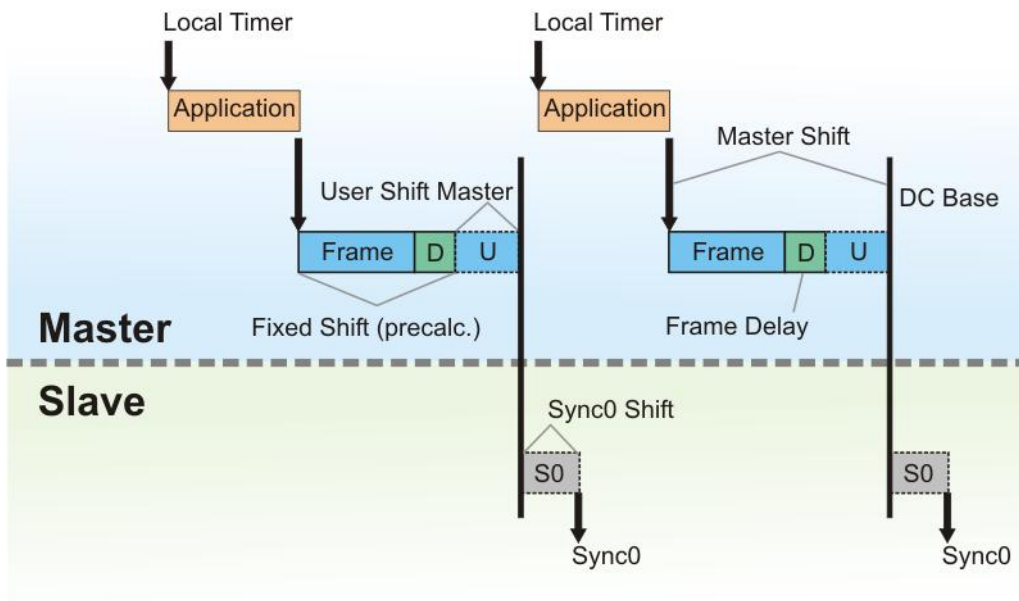 Local Timer
Local Timer
Application
Application
Master Shift
User Shift Master
DC Base
Frame
D
U
Frame
D
U
Fixed Shift (precalc.)
Frame Delay
Master
Slave
Sync0 Shift
S0
S0
Sync0
Sync0